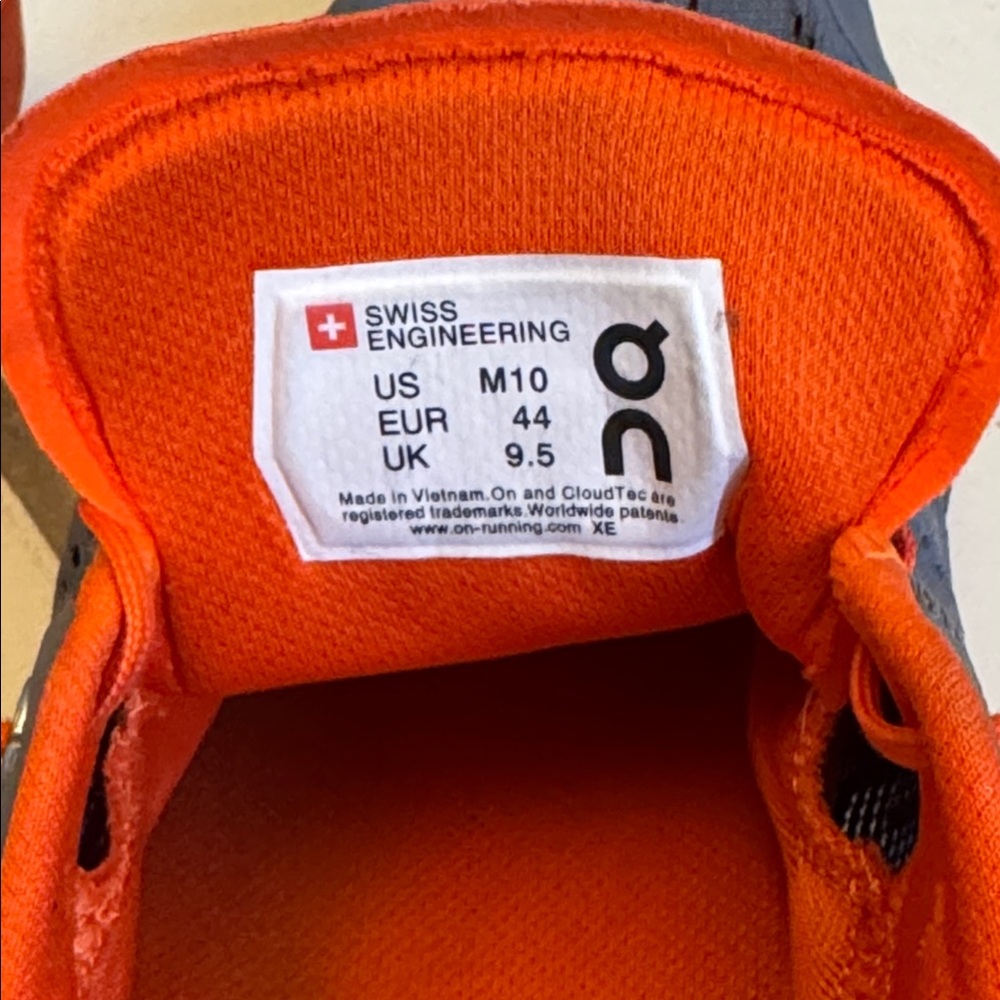 SWISS
ENGINEERING
US M10
EUR 44
UK 9.5
On
Made in Vietnam.On and CloudTec are
registered trademarks.Worldwide patents.
www.on-running.com XE